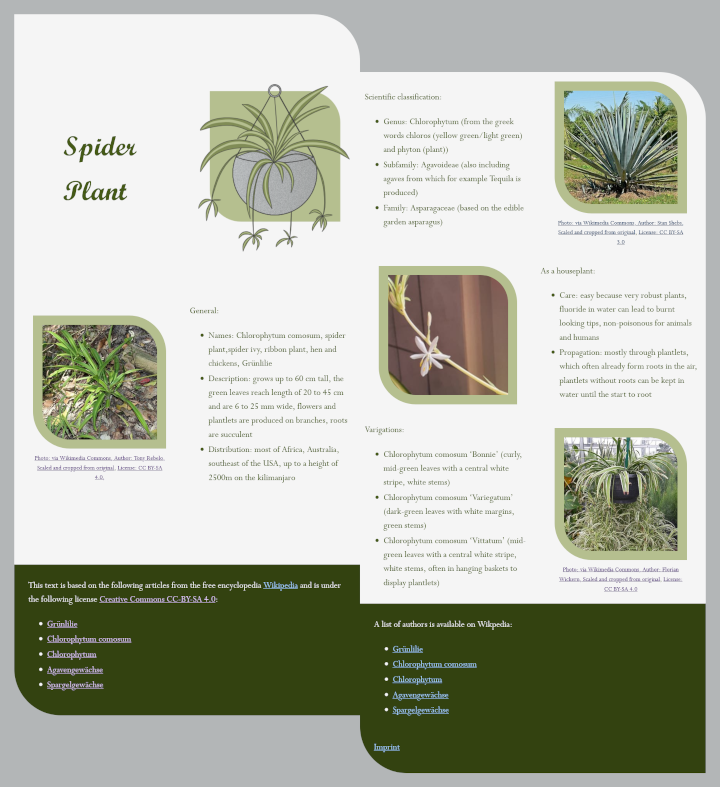 Spider
Plant
General:
• Names: Chlorophytum comosum, spider
plant,spider ivy, ribbon plant, hen and
chickens, Grünlilie
• Description: grows up to 60 cm tall, the
green leaves reach length of 20 to 45 cm
and are 6 to 25 mm wide, flowers and
plantlets are produced on branches, roots
are succulent
• Distribution: most of Africa, Australia,
southeast of the USA, up to a height of
2500m on the kilimanjaro
Photo: via Wikimedia Commons, Author: Tony Rebelo,
Scaled and cropped from original, License: CC BY-SA
4.0,
This text is based on the following articles from the free encyclopedia Wikipedia and is under
the following license Creative Commons CC-BY-SA 4.0:
• Grünlilie
• Chlorophytum comosum
• Chlorophytum
• Agavengewächse
• Spargelgewächse
Scientific classification:
• Genus: Chlorophytum (from the greek
words chloros (yellow green/light green)
and phyton (plant))
• Subfamily: Agavoideae (also including
agaves from which for example Tequila is
produced)
• Family: Asparagaceae (based on the edible
garden asparagus)
Photo: via Wikimedia Commons, Author: Stan Shebs,
Scaled and cropped from original, License: CC BY-SA
3.0
As a houseplant:
• Care: easy because very robust plants,
fluoride in water can lead to burnt
looking tips, non-poisonous for animals
and humans
• Propagation: mostly through plantlets,
which often already form roots in the air,
plantlets without roots can be kept in
water until the start to root
Varigations:
• Chlorophytum comosum ‘Bonnie’ (curly,
mid-green leaves with a central white
stripe, white stems)
• Chlorophytum comosum ‘Variegatum’
(dark-green leaves with white margins,
green stems)
• Chlorophytum comosum ‘Vittatum’ (mid-
green leaves with a central white stripe,
white stems, often in hanging baskets to
display plantlets)
Photo: via Wikimedia Commons, Author: Florian
Wickern, Scaled and cropped from original, License:
CC BY-SA 4.0
A list of authors is available on Wikpedia:
• Grünlilie
• Chlorophytum comosum
• Chlorophytum
• Agavengewächse
• Spargelgewächse
Imprint